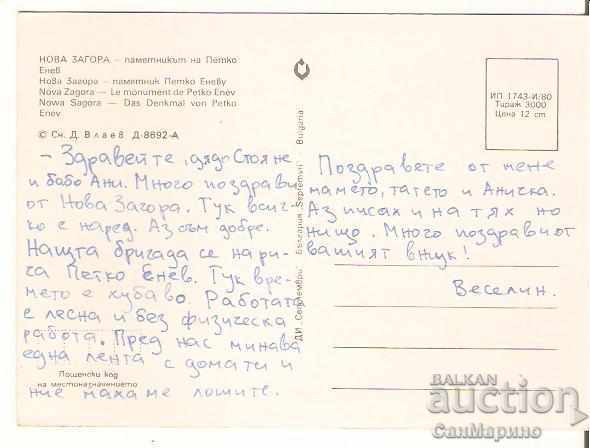 НОВА ЗАГОРА – паметникът на Петко
Енев
Нова Загора – памятник Петко Еневу
Nova Zagora — Le monument de Petko Enev
Nowa Sagora — Das Denkmal von Petko
Enev
© Сн. Д. Влаев Д-8692-А
– Здравейте, дядо Стояне
и бабо Ани. Много поздрави
от Нова Загора. Тук всич-
ко е наред. Аз съм добре.
Нащта бригада се нари-
ча Петко Енев. Тук вре-
мето е хубаво. Работата
е лесна и без физическа
работа. Пред нас минава
една лента с домати и
ние махаме лошите.
Пощенски код
на местоназначението
ДИ „Септември“ България Septemvri Bulgaria
ИП 1743-И/80
Тираж 3000
Цена 12 ст
Поздравете от мене
мамето, татето и Аничка.
Аз писах и на тях но
нищо. Много поздрави от
вашият внук!
Веселин.
BALKAN
auction
СанМарино